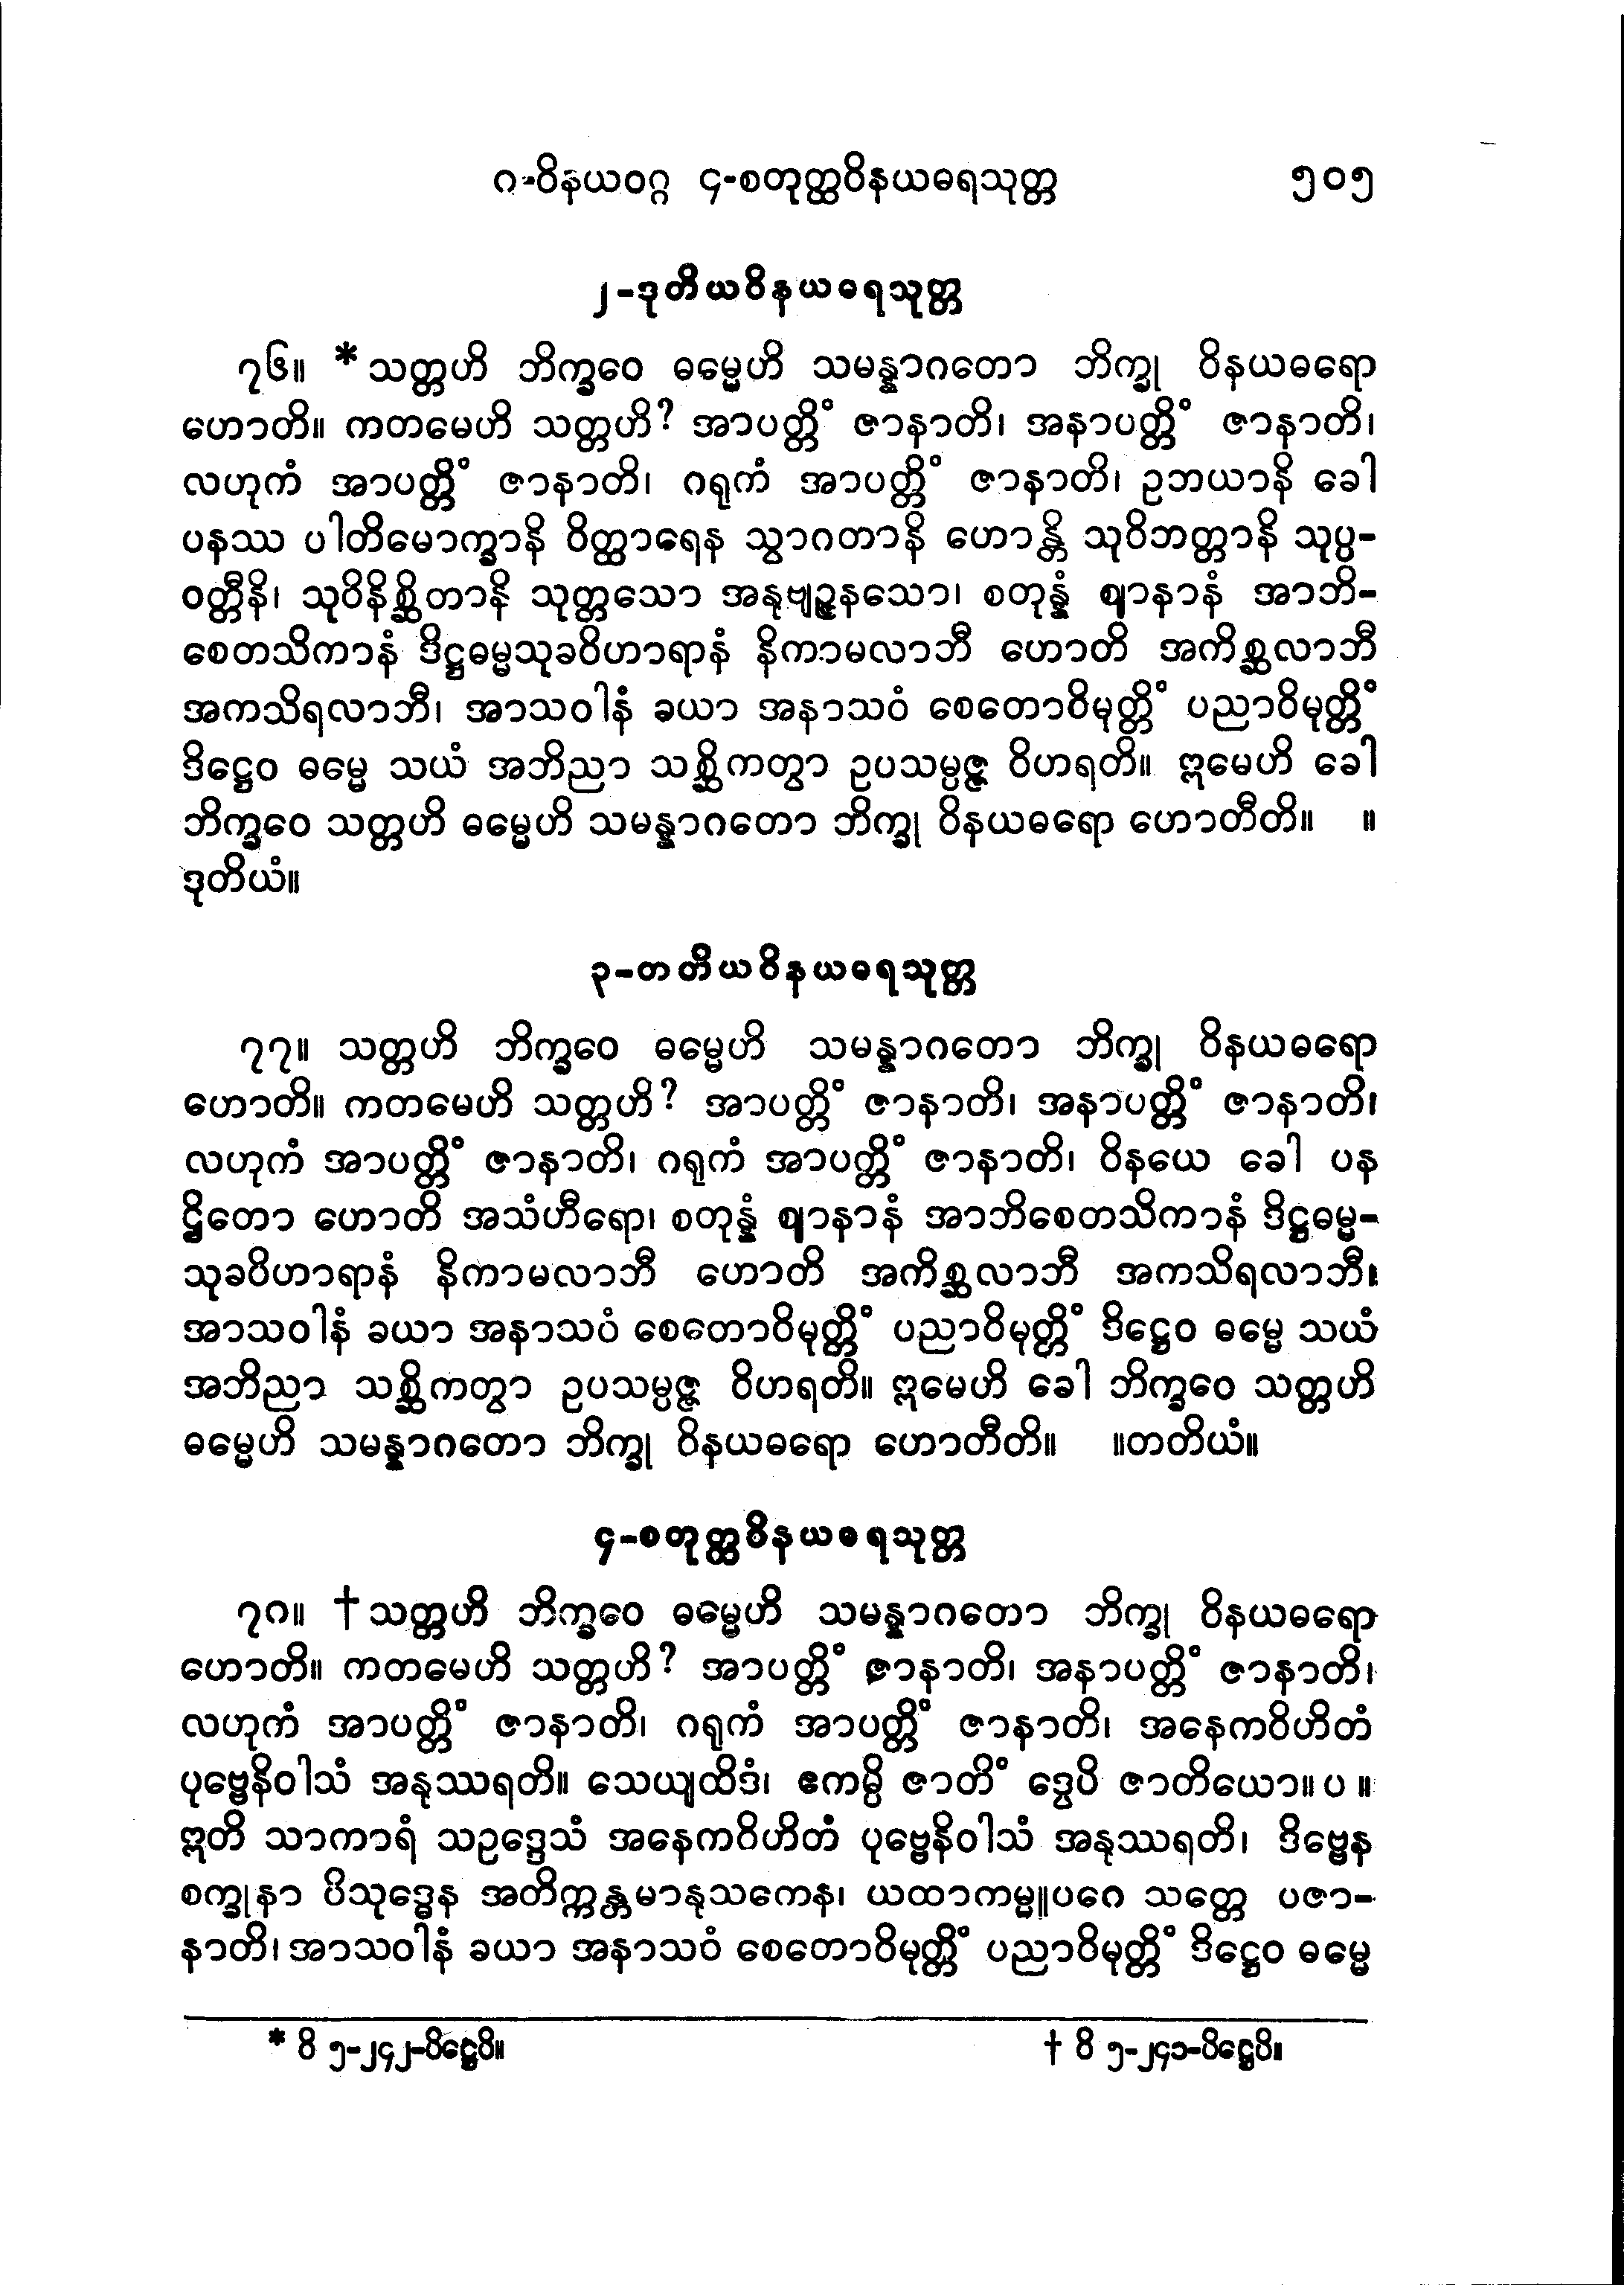 ဂ-ဝိနယဝဂ္ဂ ၄-စတုတ္ထဝိနယဓရသုတ္တ ၅၀၅
၂-ဒုတိယဝိနယဓရသုတ္တ
၇၆။ * သတ္တဟိ ဘိက္ခဝေ ဓမ္မေဟိ သမန္နာဂတော ဘိက္ခု ဝိနယဓရော
ဟောတိ။ ကတမေဟိ သတ္တဟိ? အာပတ္တိံ ဇာနာတိ၊ အနာပတ္တိံ ဇာနာတိ၊
လဟုကံ အာပတ္တိံ ဇာနာတိ၊ ဂရုကံ အာပတ္တိံ ဇာနာတိ၊ ဥဘယာနိ ခေါ
ပနဿ ပါတိမောက္ခာနိ ဝိတ္ထာရေန သွာဂတာနိ ဟောန္တိ သုဝိဘတ္တာနိ သုပ္ပ-
ဝတ္တီနိ၊ သုဝိနိစ္ဆိတာနိ သုတ္တသော အနုဗျဉ္ဇနသော၊ စတုန္နံ ဈာနာနံ အာဘိ-
စေတသိကာနံ ဒိဋ္ဌဓမ္မသုခဝိဟာရာနံ နိကာမလာဘီ ဟောတိ အကိစ္ဆလာဘီ
အကသိရလာဘီ၊ အာသဝါနံ ခယာ အနာသဝံ စေတောဝိမုတ္တိံ ပညာဝိမုတ္တိံ
ဒိဋ္ဌေဝ ဓမ္မေ သယံ အဘိညာ သစ္ဆိကတွာ ဥပသမ္ပဇ္ဇ ဝိဟရတိ။ ဣမေဟိ ခေါ
ဘိက္ခဝေ သတ္တဟိ ဓမ္မေဟိ သမန္နာဂတော ဘိက္ခု ဝိနယဓရော ဟောတီတိ။ ။
ဒုတိယံ။
၃-တတိယဝိနယဓရသုတ္တ
၇၇။ သတ္တဟိ ဘိက္ခဝေ ဓမ္မေဟိ သမန္နာဂတော ဘိက္ခု ဝိနယဓရော
ဟောတိ။ ကတမေဟိ သတ္တဟိ? အာပတ္တိံ ဇာနာတိ၊ အနာပတ္တိံ ဇာနာတိ၊
လဟုကံ အာပတ္တိံ ဇာနာတိ၊ ဂရုကံ အာပတ္တိံ ဇာနာတိ၊ ဝိနယေ ခေါ ပန
ဋ္ဌိတော ဟောတိ အသံဟီရော၊ စတုန္နံ ဈာနာနံ အာဘိစေတသိကာနံ ဒိဋ္ဌဓမ္မ-
သုခဝိဟာရာနံ နိကာမလာဘီ ဟောတိ အကိစ္ဆလာဘီ အကသိရလာဘီ၊
အာသဝါနံ ခယာ အနာသဝံ စေတောဝိမုတ္တိံ ပညာဝိမုတ္တိံ ဒိဋ္ဌေဝ ဓမ္မေ သယံ
အဘိညာ သစ္ဆိကတွာ ဥပသမ္ပဇ္ဇ ဝိဟရတိ။ ဣမေဟိ ခေါ ဘိက္ခဝေ သတ္တဟိ
ဓမ္မေဟိ သမန္နာဂတော ဘိက္ခု ဝိနယဓရော ဟောတီတိ။ ။တတိယံ။
၄-စတုတ္ထဝိနယဓရသုတ္တ
၇၈။ † သတ္တဟိ ဘိက္ခဝေ ဓမ္မေဟိ သမန္နာဂတော ဘိက္ခု ဝိနယဓရော
ဟောတိ။ ကတမေဟိ သတ္တဟိ? အာပတ္တိံ ဇာနာတိ၊ အနာပတ္တိံ ဇာနာတိ၊
လဟုကံ အာပတ္တိံ ဇာနာတိ၊ ဂရုကံ အာပတ္တိံ ဇာနာတိ၊ အနေကဝိဟိတံ
ပုဗ္ဗေနိဝါသံ အနုဿရတိ။ သေယျထိဒံ၊ ဧကမ္ပိ ဇာတိံ ဒွေပိ ဇာတိယော။ ပ ။
ဣတိ သာကာရံ သဥဒ္ဒေသံ အနေကဝိဟိတံ ပုဗ္ဗေနိဝါသံ အနုဿရတိ၊ ဒိဗ္ဗေန
စက္ခုနာ ဝိသုဒ္ဓေန အတိက္ကန္တမာနုသကေန၊ ယထာကမ္မူပဂေ သတ္တေ ပဇာ-
နာတိ၊ အာသဝါနံ ခယာ အနာသဝံ စေတောဝိမုတ္တိံ ပညာဝိမုတ္တိံ ဒိဋ္ဌေဝ ဓမ္မေ
* ဝိ ၅-၂၄၂-ပိဋ္ဌေပိ။ † ဝိ ၅-၂၄၁-ပိဋ္ဌေပိ။